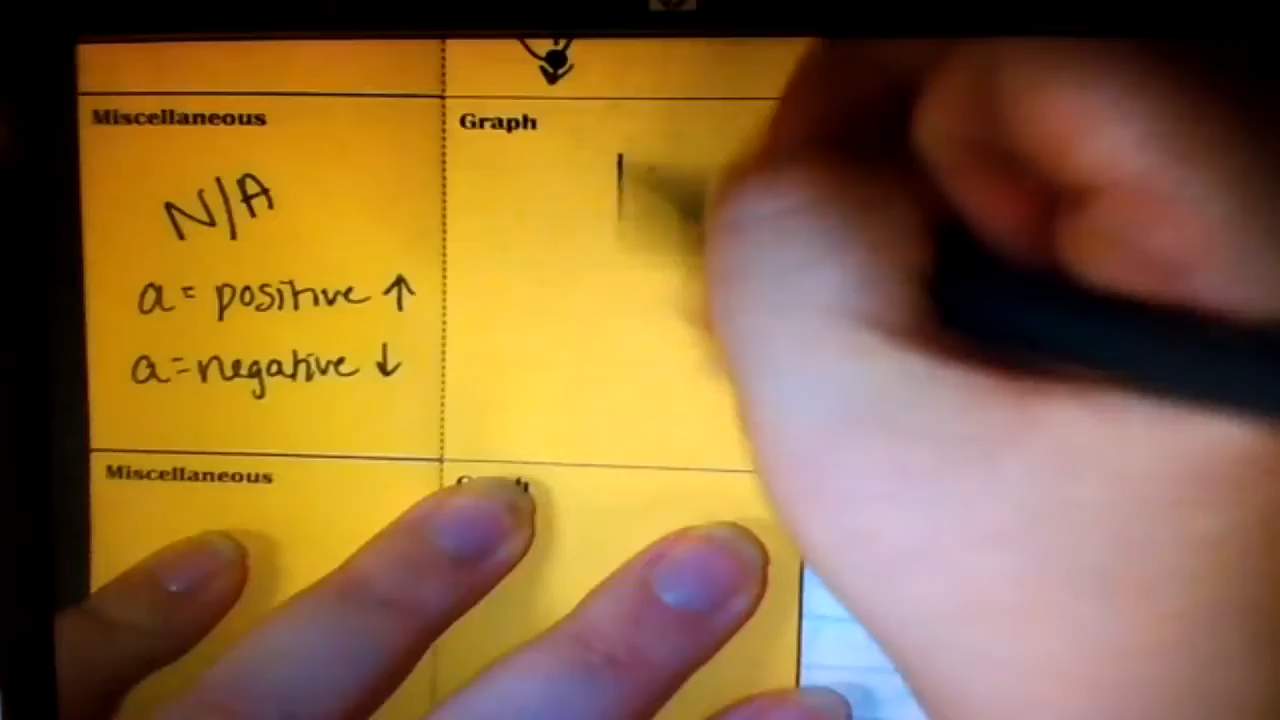 Miscellaneous
Graph
N/A
a = positive ↑
a = negative ↓
Miscellaneous